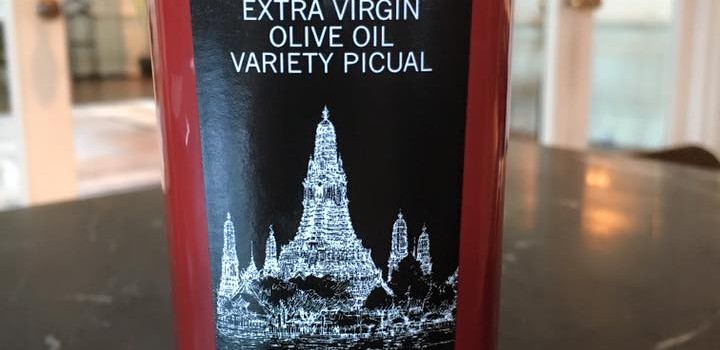 EXTRA VIRGIN
OLIVE OIL
VARIETY PICUAL